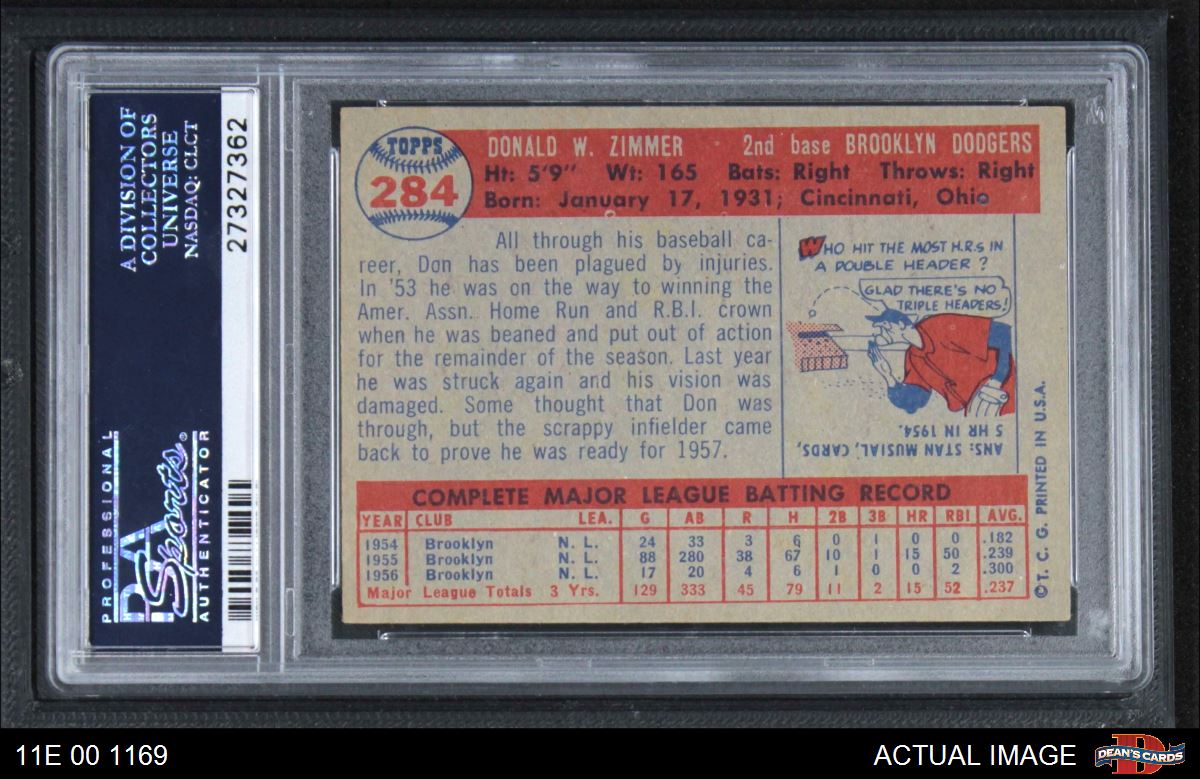 A DIVISION OF
COLLECTORS
UNIVERSE
NASDAQ: CLCT
27327362
PROFESSIONAL
PSA
Sports
AUTHENTICATOR
TOPPS
284
DONALD W. ZIMMER · 2nd base BROOKLYN DODGERS
Ht: 5'9" Wt: 165 Bats: Right Throws: Right
Born: January 17, 1931; Cincinnati, Ohio
All through his baseball ca-
reer, Don has been plagued by injuries.
In '53 he was on the way to winning the
Amer. Assn. Home Run and R.B.I. crown
when he was beaned and put out of action
for the remainder of the season. Last year
he was struck again and his vision was
damaged. Some thought that Don was
through, but the scrappy infielder came
back to prove he was ready for 1957.
WHO HIT THE MOST H.R.S IN
A DOUBLE HEADER ?
GLAD THERE'S NO
TRIPLE HEADERS!
ANS: STAN MUSIAL, CARDS,
5 HR IN 1954.
COMPLETE MAJOR LEAGUE BATTING RECORD
YEAR CLUB LEA. G AB R H 2B 3B HR RBI AVG.
1954 Brooklyn N. L. 24 33 3 6 0 1 0 0 .182
1955 Brooklyn N. L. 88 280 38 67 10 1 15 50 .239
1956 Brooklyn N. L. 17 20 4 6 1 0 0 2 .300
Major League Totals 3 Yrs. 129 333 45 79 11 2 15 52 .237
© T. C. G. PRINTED IN U.S.A.
11E 00 1169
ACTUAL IMAGE
DEAN'S CARDS